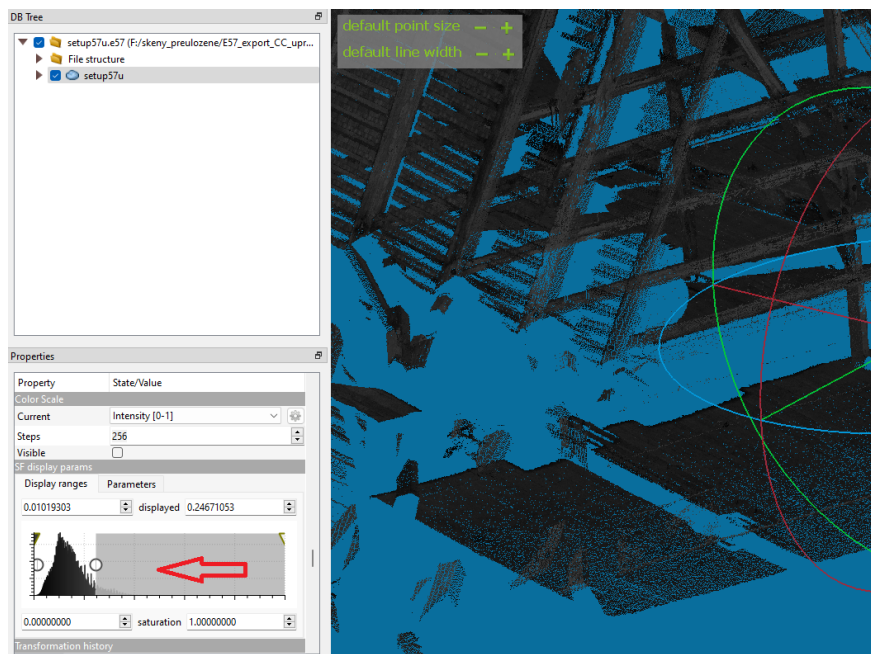 DB Tree
setup57u.e57 (F:/skeny_preulozene/E57_export_CC_upr...
File structure
setup57u
default point size − +
default line width − +
Properties
Property State/Value
Color Scale
Current Intensity [0-1]
Steps 256
Visible
SF display params
Display ranges Parameters
0.01019303 displayed 0.24671053
0.00000000 saturation 1.00000000
Transformation history